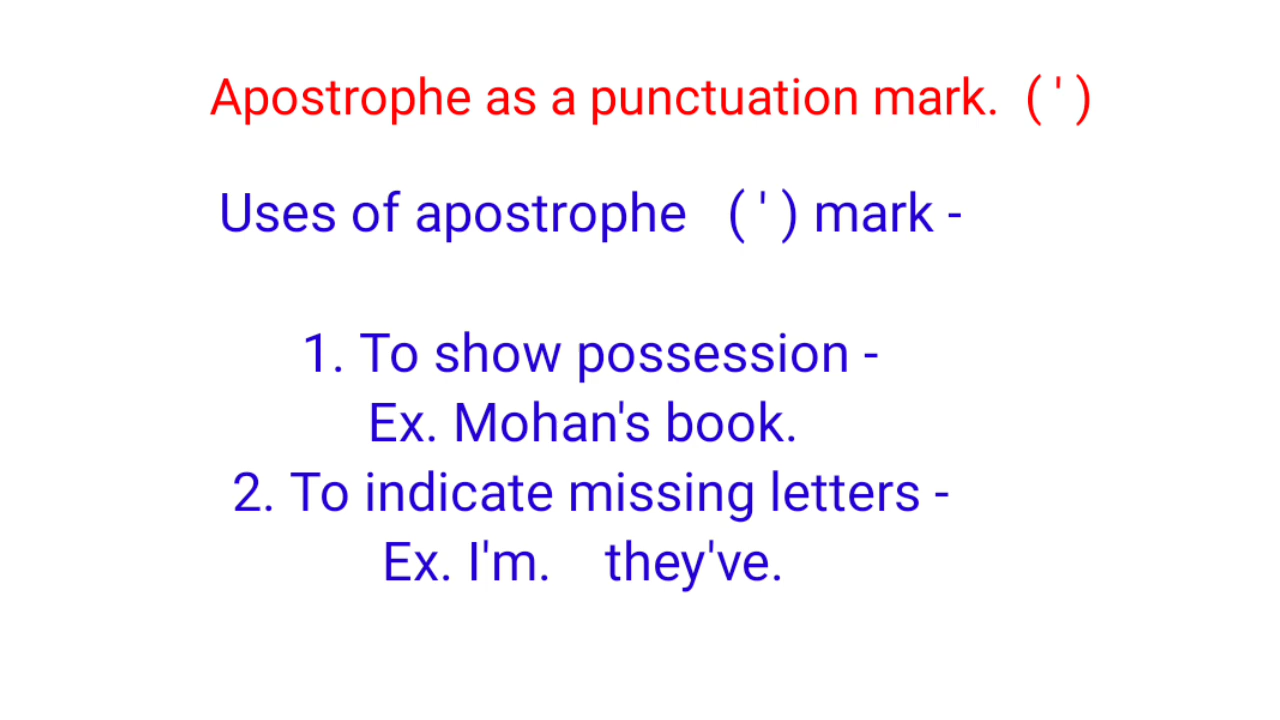 Apostrophe as a punctuation mark. ( ' )
Uses of apostrophe ( ' ) mark -
1. To show possession -
Ex. Mohan's book.
2. To indicate missing letters -
Ex. I'm. they've.